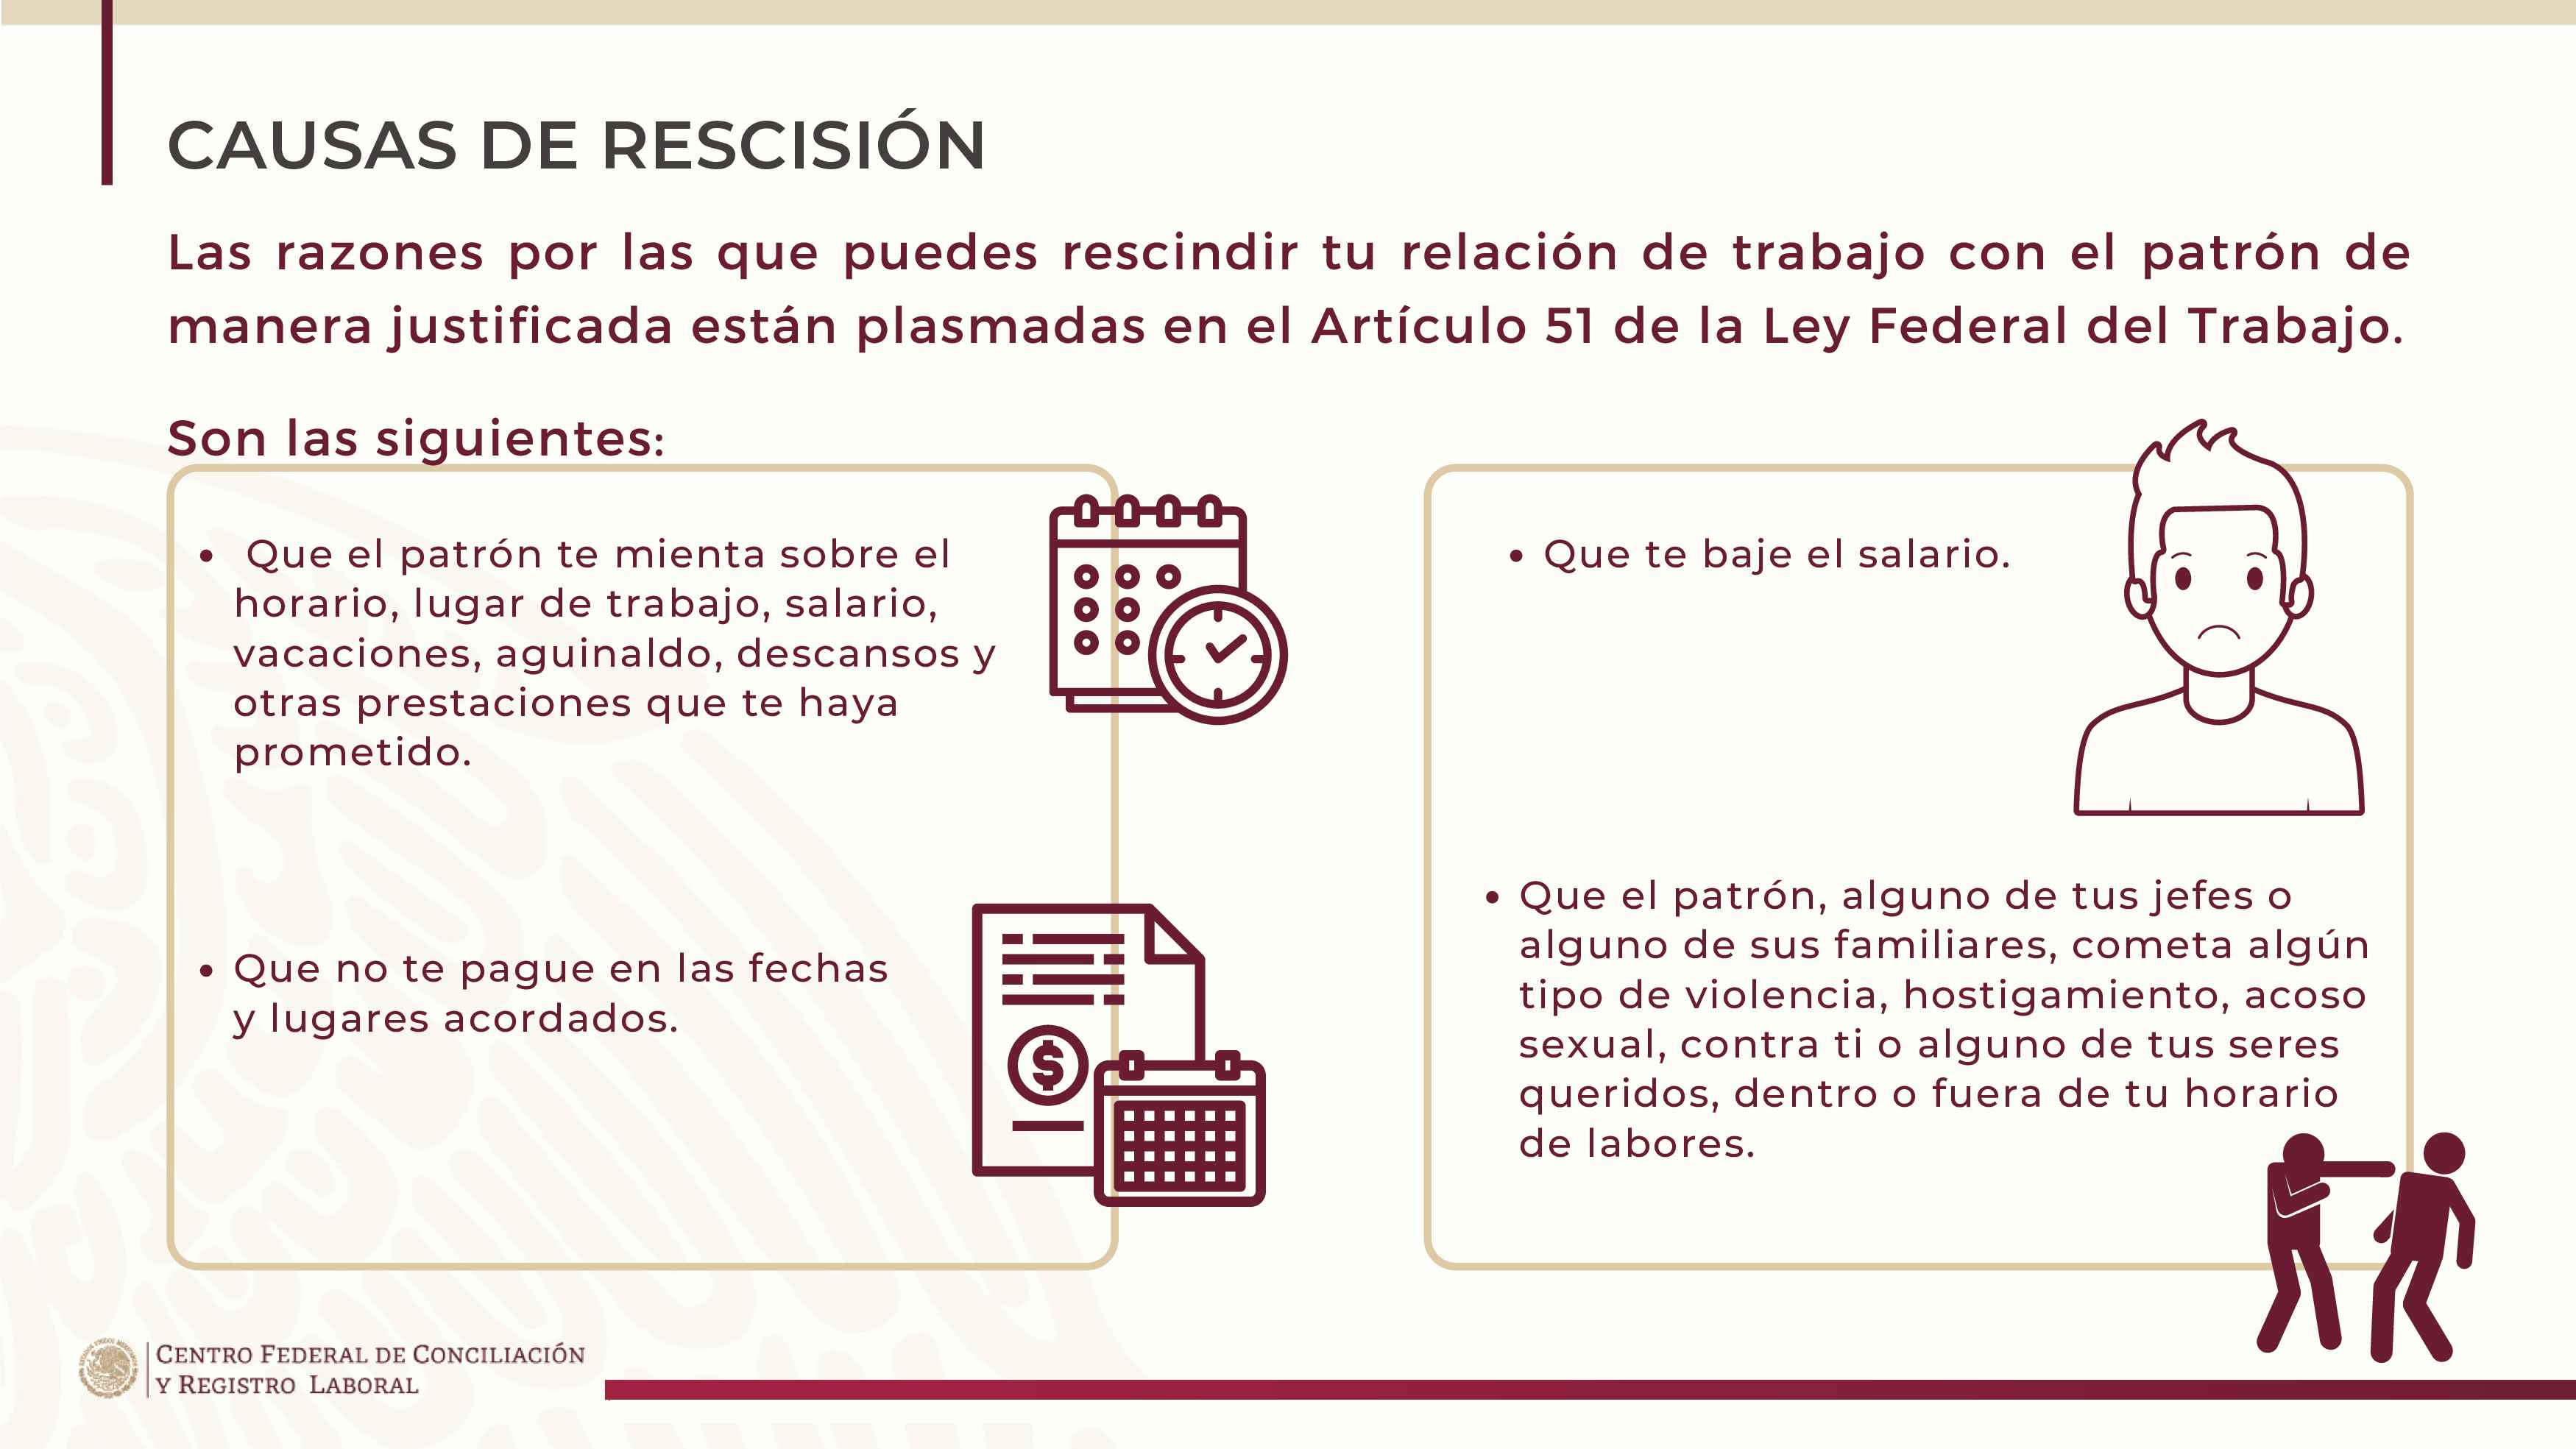 CAUSAS DE RESCISIÓN
Las razones por las que puedes rescindir tu relación de trabajo con el patrón de
manera justificada están plasmadas en el Artículo 51 de la Ley Federal del Trabajo.
Son las siguientes:
• Que el patrón te mienta sobre el
horario, lugar de trabajo, salario,
vacaciones, aguinaldo, descansos y
otras prestaciones que te haya
prometido.
• Que no te pague en las fechas
y lugares acordados.
$
• Que te baje el salario.
• Que el patrón, alguno de tus jefes o
alguno de sus familiares, cometa algún
tipo de violencia, hostigamiento, acoso
sexual, contra ti o alguno de tus seres
queridos, dentro o fuera de tu horario
de labores.
CENTRO FEDERAL DE CONCILIACIÓN
Y REGISTRO LABORAL